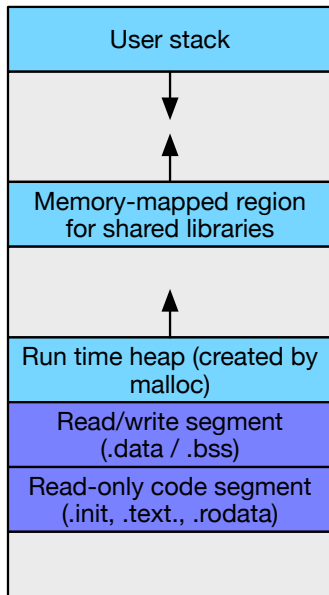 User stack
Memory-mapped region
for shared libraries
Run time heap (created by
malloc)
Read/write segment
(.data / .bss)
Read-only code segment
(.init, .text., .rodata)